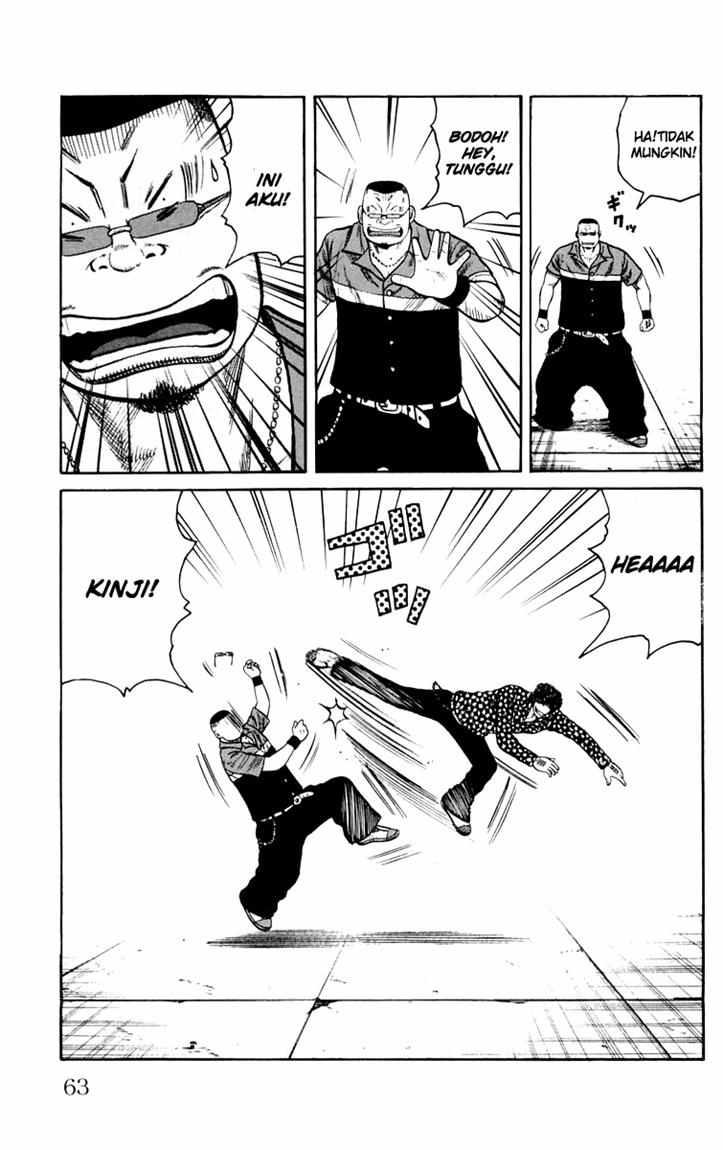 HA!TIDAK
MUNGKIN!
ギクッ
BODOH!
HEY,
TUNGGU!
INI
AKU!
HEAAAA
ゴッ
KINJI!
63